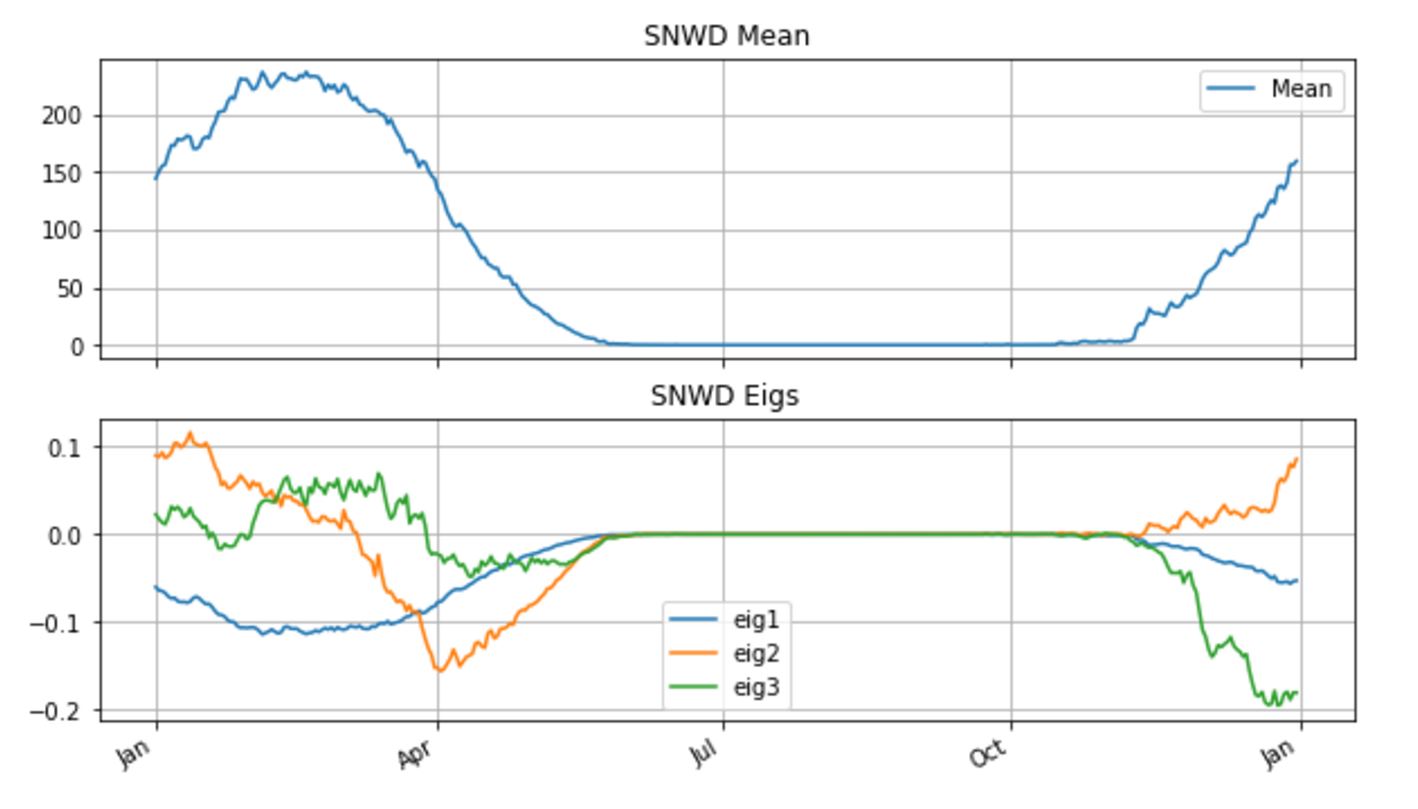 SNWD Mean
Mean
200
150
100
50
0
SNWD Eigs
0.1
0.0
−0.1
−0.2
eig1
eig2
eig3
Jan Apr Jul Oct Jan